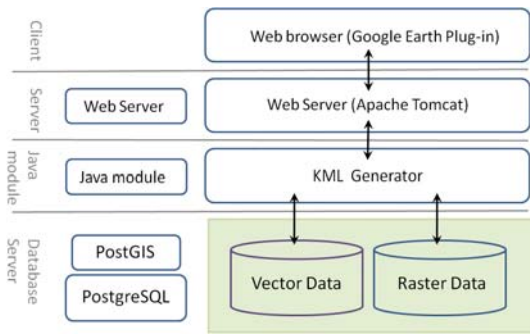 Client
Web browser (Google Earth Plug-in)
Server
Web Server
Web Server (Apache Tomcat)
Java
module
Java module
KML Generator
Database
Server
PostGIS
PostgreSQL
Vector Data
Raster Data